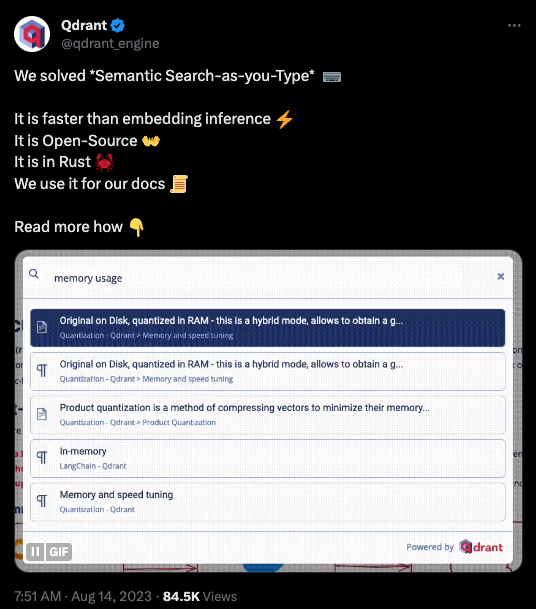 Qdrant
@qdrant_engine
We solved *Semantic Search-as-you-Type* ⌨️
It is faster than embedding inference ⚡
It is Open-Source 👐
It is in Rust 🦀
We use it for our docs 📜
Read more how 👇
memory usage
Original on Disk, quantized in RAM - this is a hybrid mode, allows to obtain a g...
Quantization - Qdrant > Memory and speed tuning
Original on Disk, quantized in RAM - this is a hybrid mode, allows to obtain a g...
Quantization - Qdrant > Memory and speed tuning
Product quantization is a method of compressing vectors to minimize their memory...
Quantization - Qdrant > Product Quantization
In-memory
LangChain - Qdrant
Memory and speed tuning
Quantization - Qdrant
Powered by qdrant
GIF
7:51 AM · Aug 14, 2023 · 84.5K Views